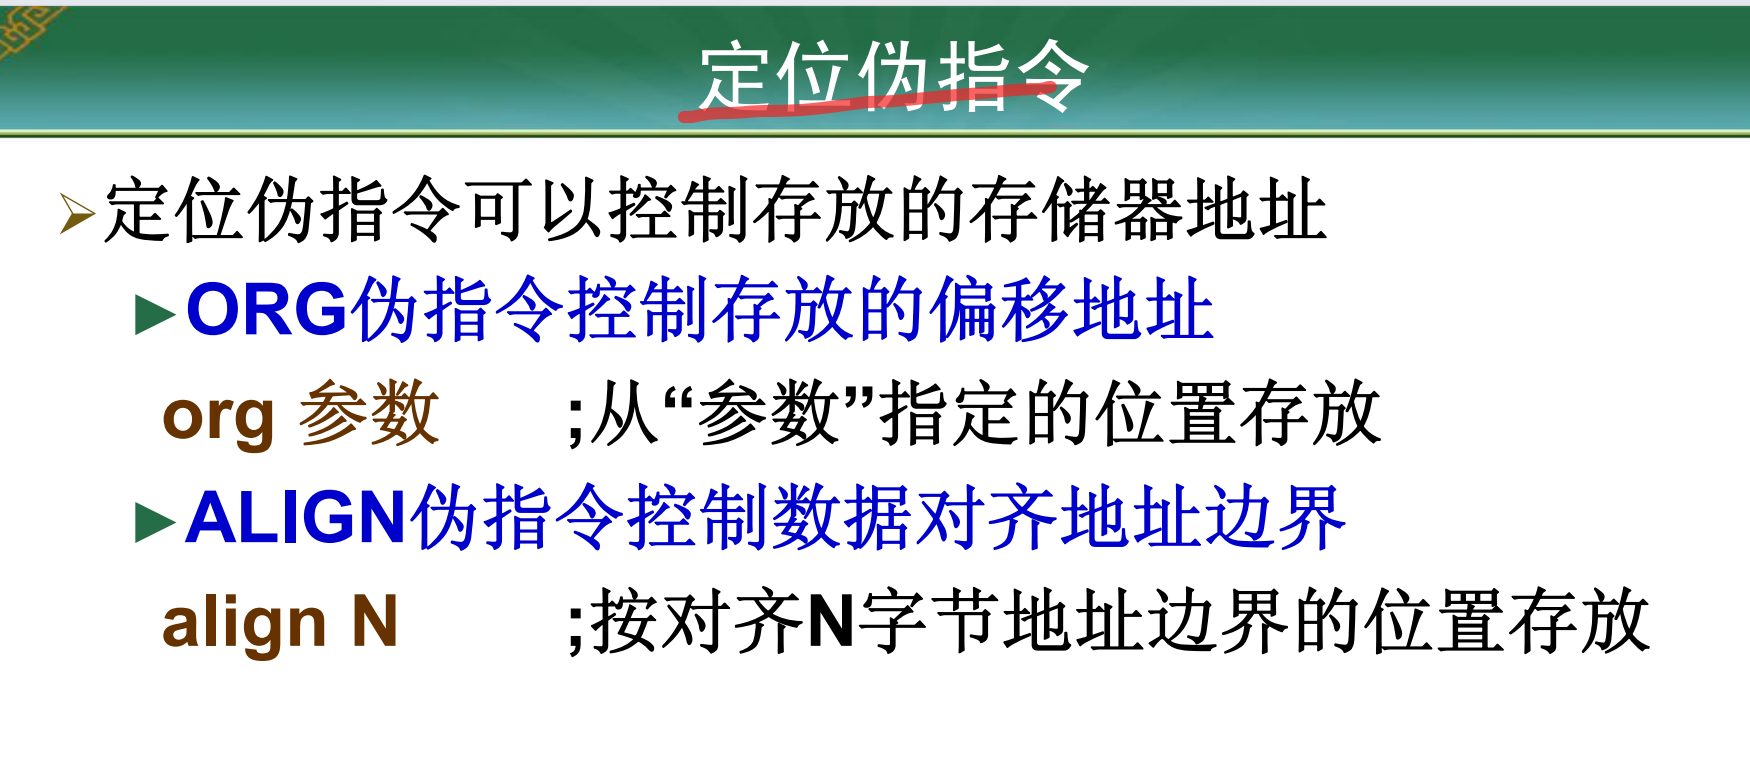 定位伪指令
定位伪指令可以控制存放的存储器地址
ORG伪指令控制存放的偏移地址
org 参数 ;从“参数”指定的位置存放
ALIGN伪指令控制数据对齐地址边界
align N ;按对齐N字节地址边界的位置存放